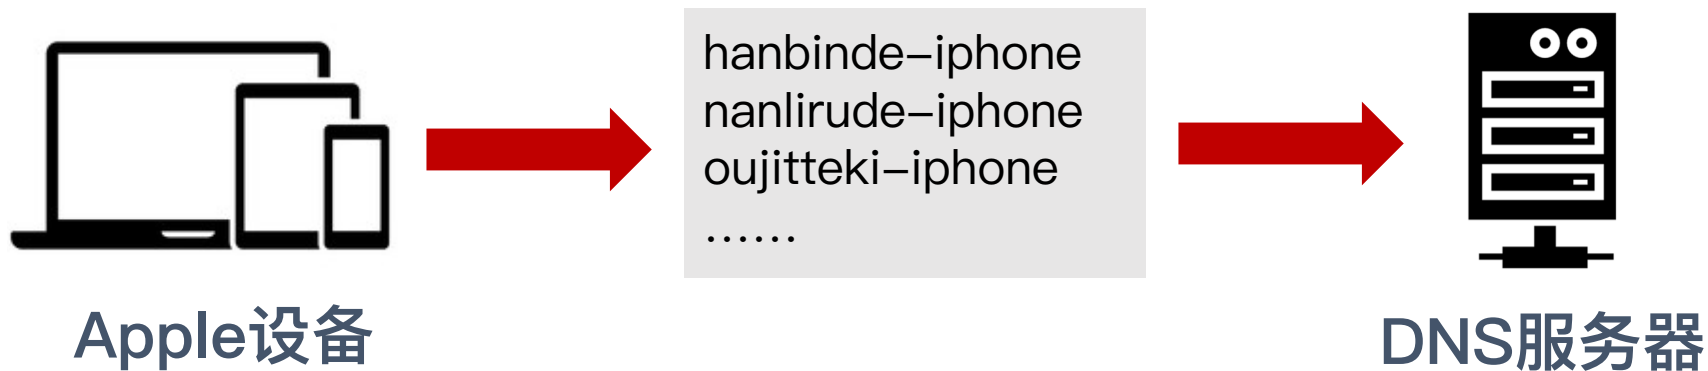 hanbinde-iphone
nanlirude-iphone
oujitteki-iphone
......
Apple设备
DNS服务器